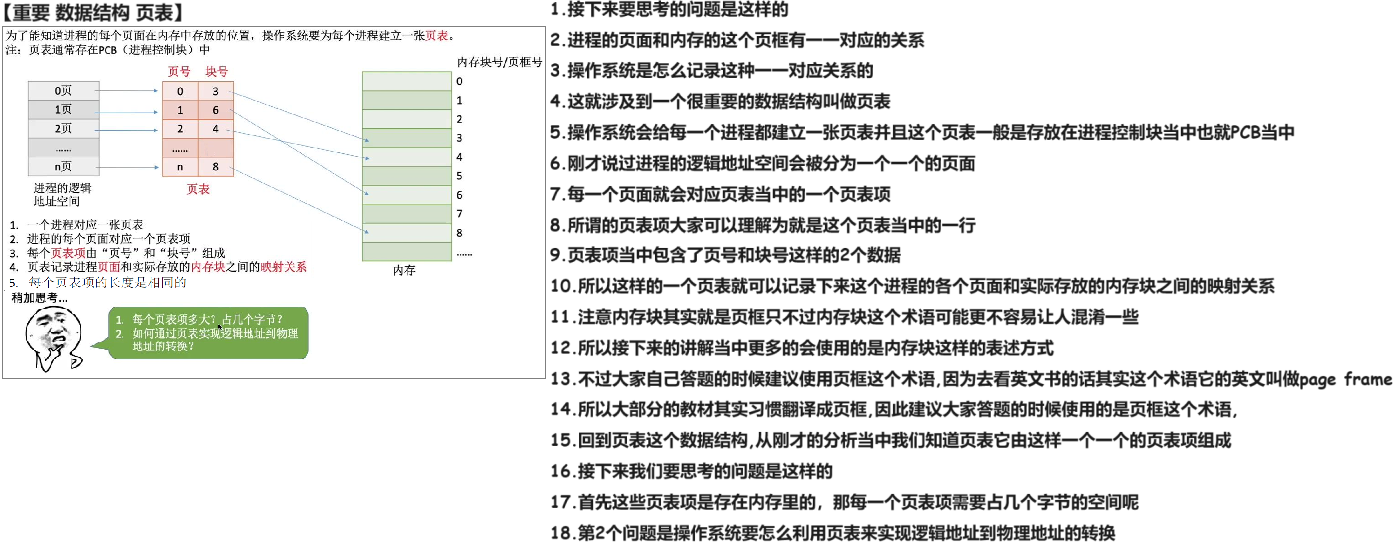 【重要 数据结构 页表】
为了能知道进程的每个页面在内存中存放的位置，操作系统要为每个进程建立一张页表。
注：页表通常存在PCB（进程控制块）中
页号 块号
0页
1页
2页
……
n页
0 3
1 6
2 4
……
n 8
进程的逻辑
地址空间
页表
内存块号/页框号
0
1
2
3
4
5
6
7
8
……
内存
1. 一个进程对应一张页表
2. 进程的每个页面对应一个页表项
3. 每个页表项由“页号”和“块号”组成
4. 页表记录进程页面和实际存放的内存块之间的映射关系
5. 每个页表项的长度是相同的
稍加思考...
1. 每个页表项多大？占几个字节？
2. 如何通过页表实现逻辑地址到物理
地址的转换？
1.接下来要思考的问题是这样的
2.进程的页面和内存的这个页框有一一对应的关系
3.操作系统是怎么记录这种一一对应关系的
4.这就涉及到一个很重要的数据结构叫做页表
5.操作系统会给每一个进程都建立一张页表并且这个页表一般是存放在进程控制块当中也就PCB当中
6.刚才说过进程的逻辑地址空间会被分为一个一个的页面
7.每一个页面就会对应页表当中的一个页表项
8.所谓的页表项大家可以理解为就是这个页表当中的一行
9.页表项当中包含了页号和块号这样的2个数据
10.所以这样的一个页表就可以记录下来这个进程的各个页面和实际存放的内存块之间的映射关系
11.注意内存块其实就是页框只不过内存块这个术语可能更不容易让人混淆一些
12.所以接下来的讲解当中更多的会使用的是内存块这样的表述方式
13.不过大家自己答题的时候建议使用页框这个术语,因为去看英文书的话其实这个术语它的英文叫做page frame
14.所以大部分的教材其实习惯翻译成页框,因此建议大家答题的时候使用的是页框这个术语,
15.回到页表这个数据结构,从刚才的分析当中我们知道页表它由这样一个一个的页表项组成
16.接下来我们要思考的问题是这样的
17.首先这些页表项是存在内存里的，那每一个页表项需要占几个字节的空间呢
18.第2个问题是操作系统要怎么利用页表来实现逻辑地址到物理地址的转换